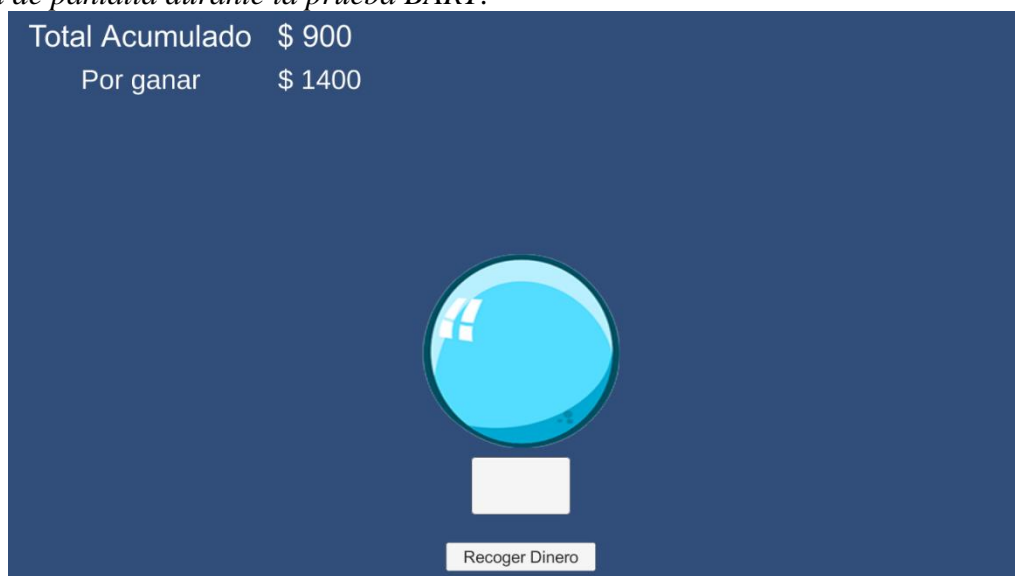 de pantalla durante la prueba BART.
Total Acumulado $ 900
Por ganar $ 1400
Recoger Dinero